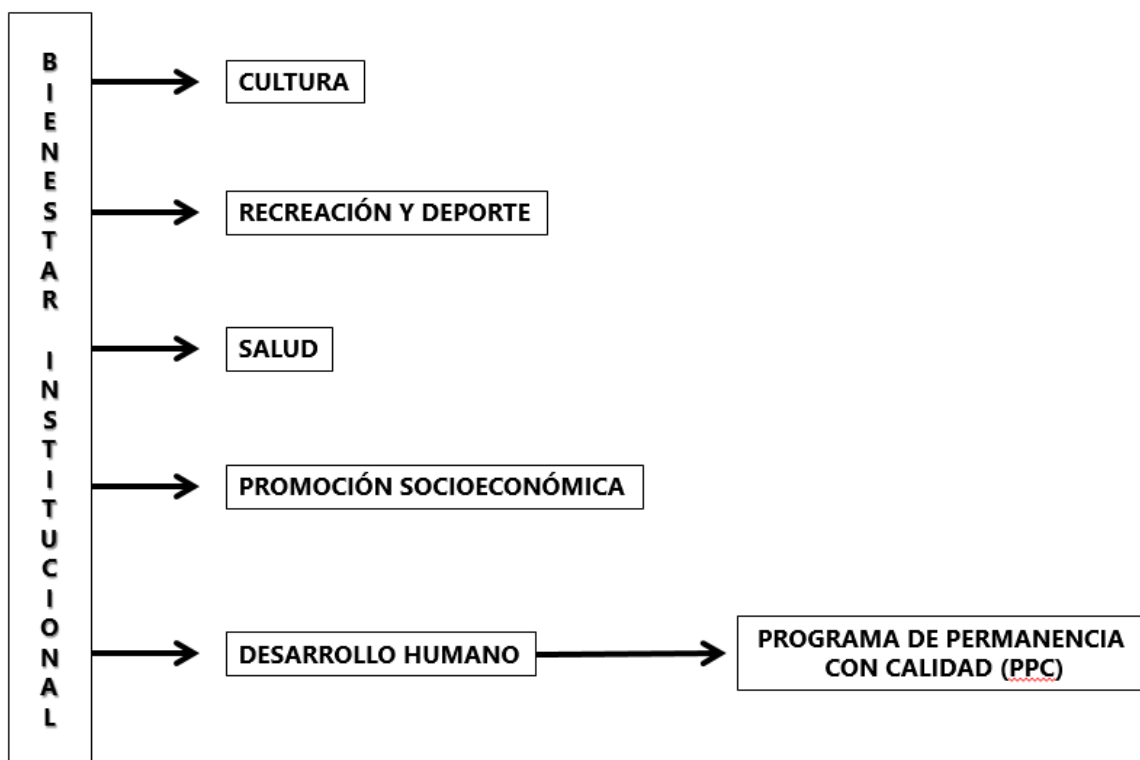 BIENESTAR INSTITUCIONAL
CULTURA
RECREACIÓN Y DEPORTE
SALUD
PROMOCIÓN SOCIOECONÓMICA
DESARROLLO HUMANO
PROGRAMA DE PERMANENCIA
CON CALIDAD (PPC)